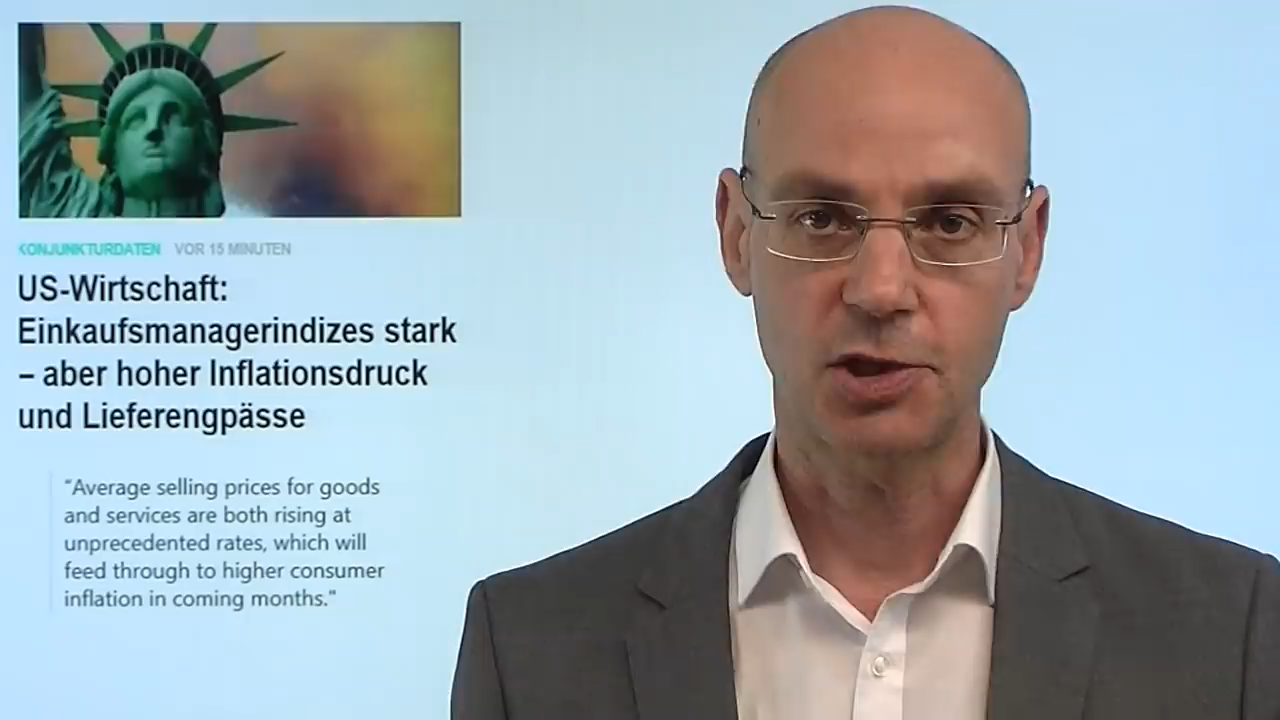 KONJUNKTURDATEN VOR 15 MINUTEN
US-Wirtschaft:
Einkaufsmanagerindizes stark
– aber hoher Inflationsdruck
und Lieferengpässe
“Average selling prices for goods
and services are both rising at
unprecedented rates, which will
feed through to higher consumer
inflation in coming months.”